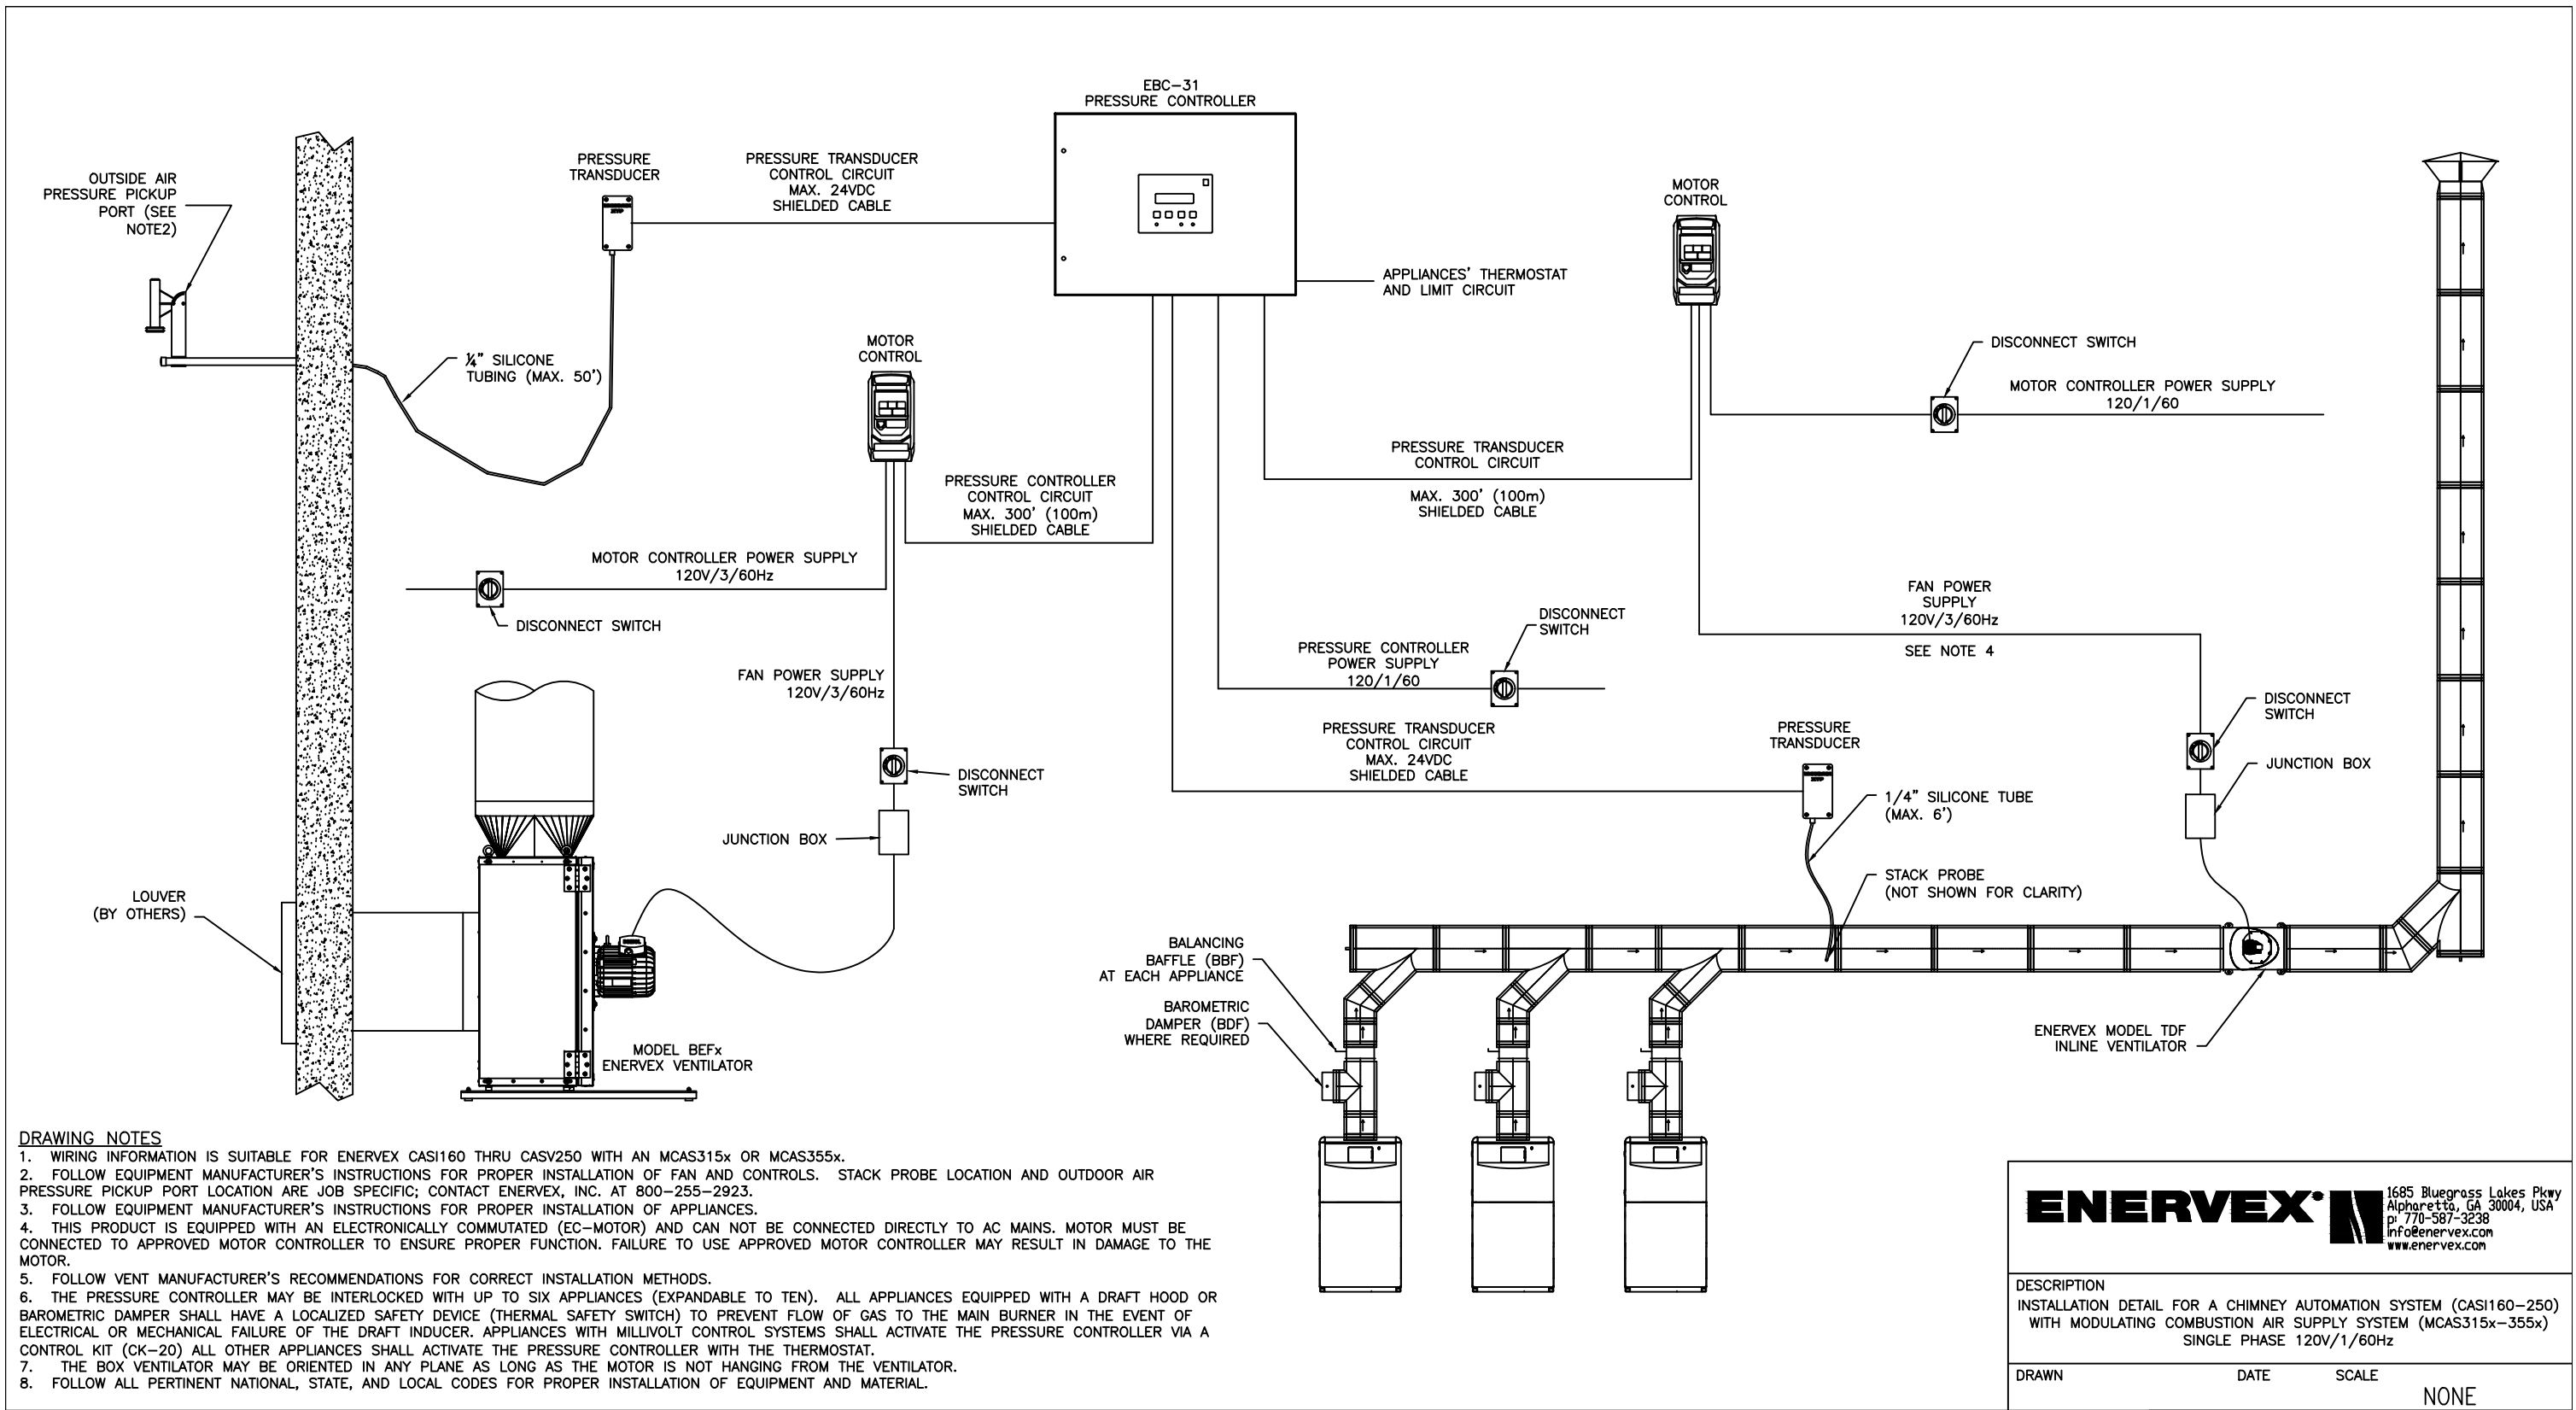 EBC-31
PRESSURE CONTROLLER
OUTSIDE AIR
PRESSURE PICKUP
PORT (SEE
NOTE2)
PRESSURE
TRANSDUCER
PRESSURE TRANSDUCER
CONTROL CIRCUIT
MAX. 24VDC
SHIELDED CABLE
MOTOR
CONTROL
APPLIANCES' THERMOSTAT
AND LIMIT CIRCUIT
¼" SILICONE
TUBING (MAX. 50')
MOTOR
CONTROL
DISCONNECT SWITCH
MOTOR CONTROLLER POWER SUPPLY
120/1/60
PRESSURE TRANSDUCER
CONTROL CIRCUIT
MAX. 300' (100m)
SHIELDED CABLE
PRESSURE CONTROLLER
CONTROL CIRCUIT
MAX. 300' (100m)
SHIELDED CABLE
MOTOR CONTROLLER POWER SUPPLY
120V/3/60Hz
DISCONNECT SWITCH
FAN POWER
SUPPLY
120V/3/60Hz
SEE NOTE 4
DISCONNECT
SWITCH
PRESSURE CONTROLLER
POWER SUPPLY
120/1/60
FAN POWER SUPPLY
120V/3/60Hz
DISCONNECT
SWITCH
PRESSURE TRANSDUCER
CONTROL CIRCUIT
MAX. 24VDC
SHIELDED CABLE
PRESSURE
TRANSDUCER
JUNCTION BOX
DISCONNECT
SWITCH
1/4" SILICONE TUBE
(MAX. 6')
JUNCTION BOX
STACK PROBE
(NOT SHOWN FOR CLARITY)
LOUVER
(BY OTHERS)
BALANCING
BAFFLE (BBF)
AT EACH APPLIANCE
BAROMETRIC
DAMPER (BDF)
WHERE REQUIRED
ENERVEX MODEL TDF
INLINE VENTILATOR
MODEL BEFx
ENERVEX VENTILATOR
DRAWING NOTES
1. WIRING INFORMATION IS SUITABLE FOR ENERVEX CASI160 THRU CASV250 WITH AN MCAS315x OR MCAS355x.
2. FOLLOW EQUIPMENT MANUFACTURER'S INSTRUCTIONS FOR PROPER INSTALLATION OF FAN AND CONTROLS. STACK PROBE LOCATION AND OUTDOOR AIR
PRESSURE PICKUP PORT LOCATION ARE JOB SPECIFIC; CONTACT ENERVEX, INC. AT 800-255-2923.
3. FOLLOW EQUIPMENT MANUFACTURER'S INSTRUCTIONS FOR PROPER INSTALLATION OF APPLIANCES.
4. THIS PRODUCT IS EQUIPPED WITH AN ELECTRONICALLY COMMUTATED (EC-MOTOR) AND CAN NOT BE CONNECTED DIRECTLY TO AC MAINS. MOTOR MUST BE
CONNECTED TO APPROVED MOTOR CONTROLLER TO ENSURE PROPER FUNCTION. FAILURE TO USE APPROVED MOTOR CONTROLLER MAY RESULT IN DAMAGE TO THE
MOTOR.
5. FOLLOW VENT MANUFACTURER'S RECOMMENDATIONS FOR CORRECT INSTALLATION METHODS.
6. THE PRESSURE CONTROLLER MAY BE INTERLOCKED WITH UP TO SIX APPLIANCES (EXPANDABLE TO TEN). ALL APPLIANCES EQUIPPED WITH A DRAFT HOOD OR
BAROMETRIC DAMPER SHALL HAVE A LOCALIZED SAFETY DEVICE (THERMAL SAFETY SWITCH) TO PREVENT FLOW OF GAS TO THE MAIN BURNER IN THE EVENT OF
ELECTRICAL OR MECHANICAL FAILURE OF THE DRAFT INDUCER. APPLIANCES WITH MILLIVOLT CONTROL SYSTEMS SHALL ACTIVATE THE PRESSURE CONTROLLER VIA A
CONTROL KIT (CK-20) ALL OTHER APPLIANCES SHALL ACTIVATE THE PRESSURE CONTROLLER WITH THE THERMOSTAT.
7. THE BOX VENTILATOR MAY BE ORIENTED IN ANY PLANE AS LONG AS THE MOTOR IS NOT HANGING FROM THE VENTILATOR.
8. FOLLOW ALL PERTINENT NATIONAL, STATE, AND LOCAL CODES FOR PROPER INSTALLATION OF EQUIPMENT AND MATERIAL.
ENERVEX
1685 Bluegrass Lakes Pkwy
Alpharetta, GA 30004, USA
p: 770-587-3238
info@enervex.com
www.enervex.com
DESCRIPTION
INSTALLATION DETAIL FOR A CHIMNEY AUTOMATION SYSTEM (CASI160-250)
WITH MODULATING COMBUSTION AIR SUPPLY SYSTEM (MCAS315x-355x)
SINGLE PHASE 120V/1/60Hz
DRAWN
DATE
SCALE
NONE